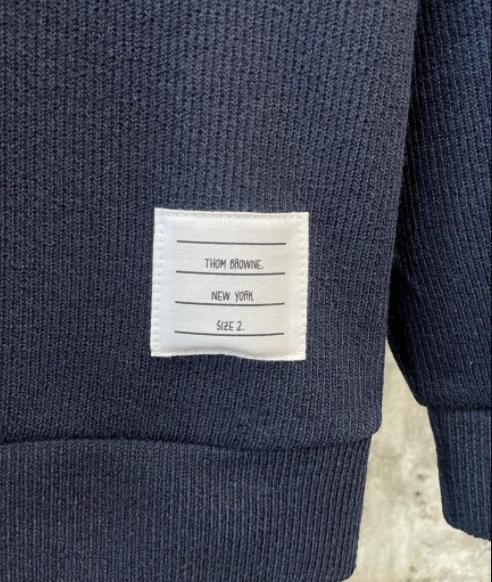 THOM BROWNE.
NEW YORK
SIZE 2.